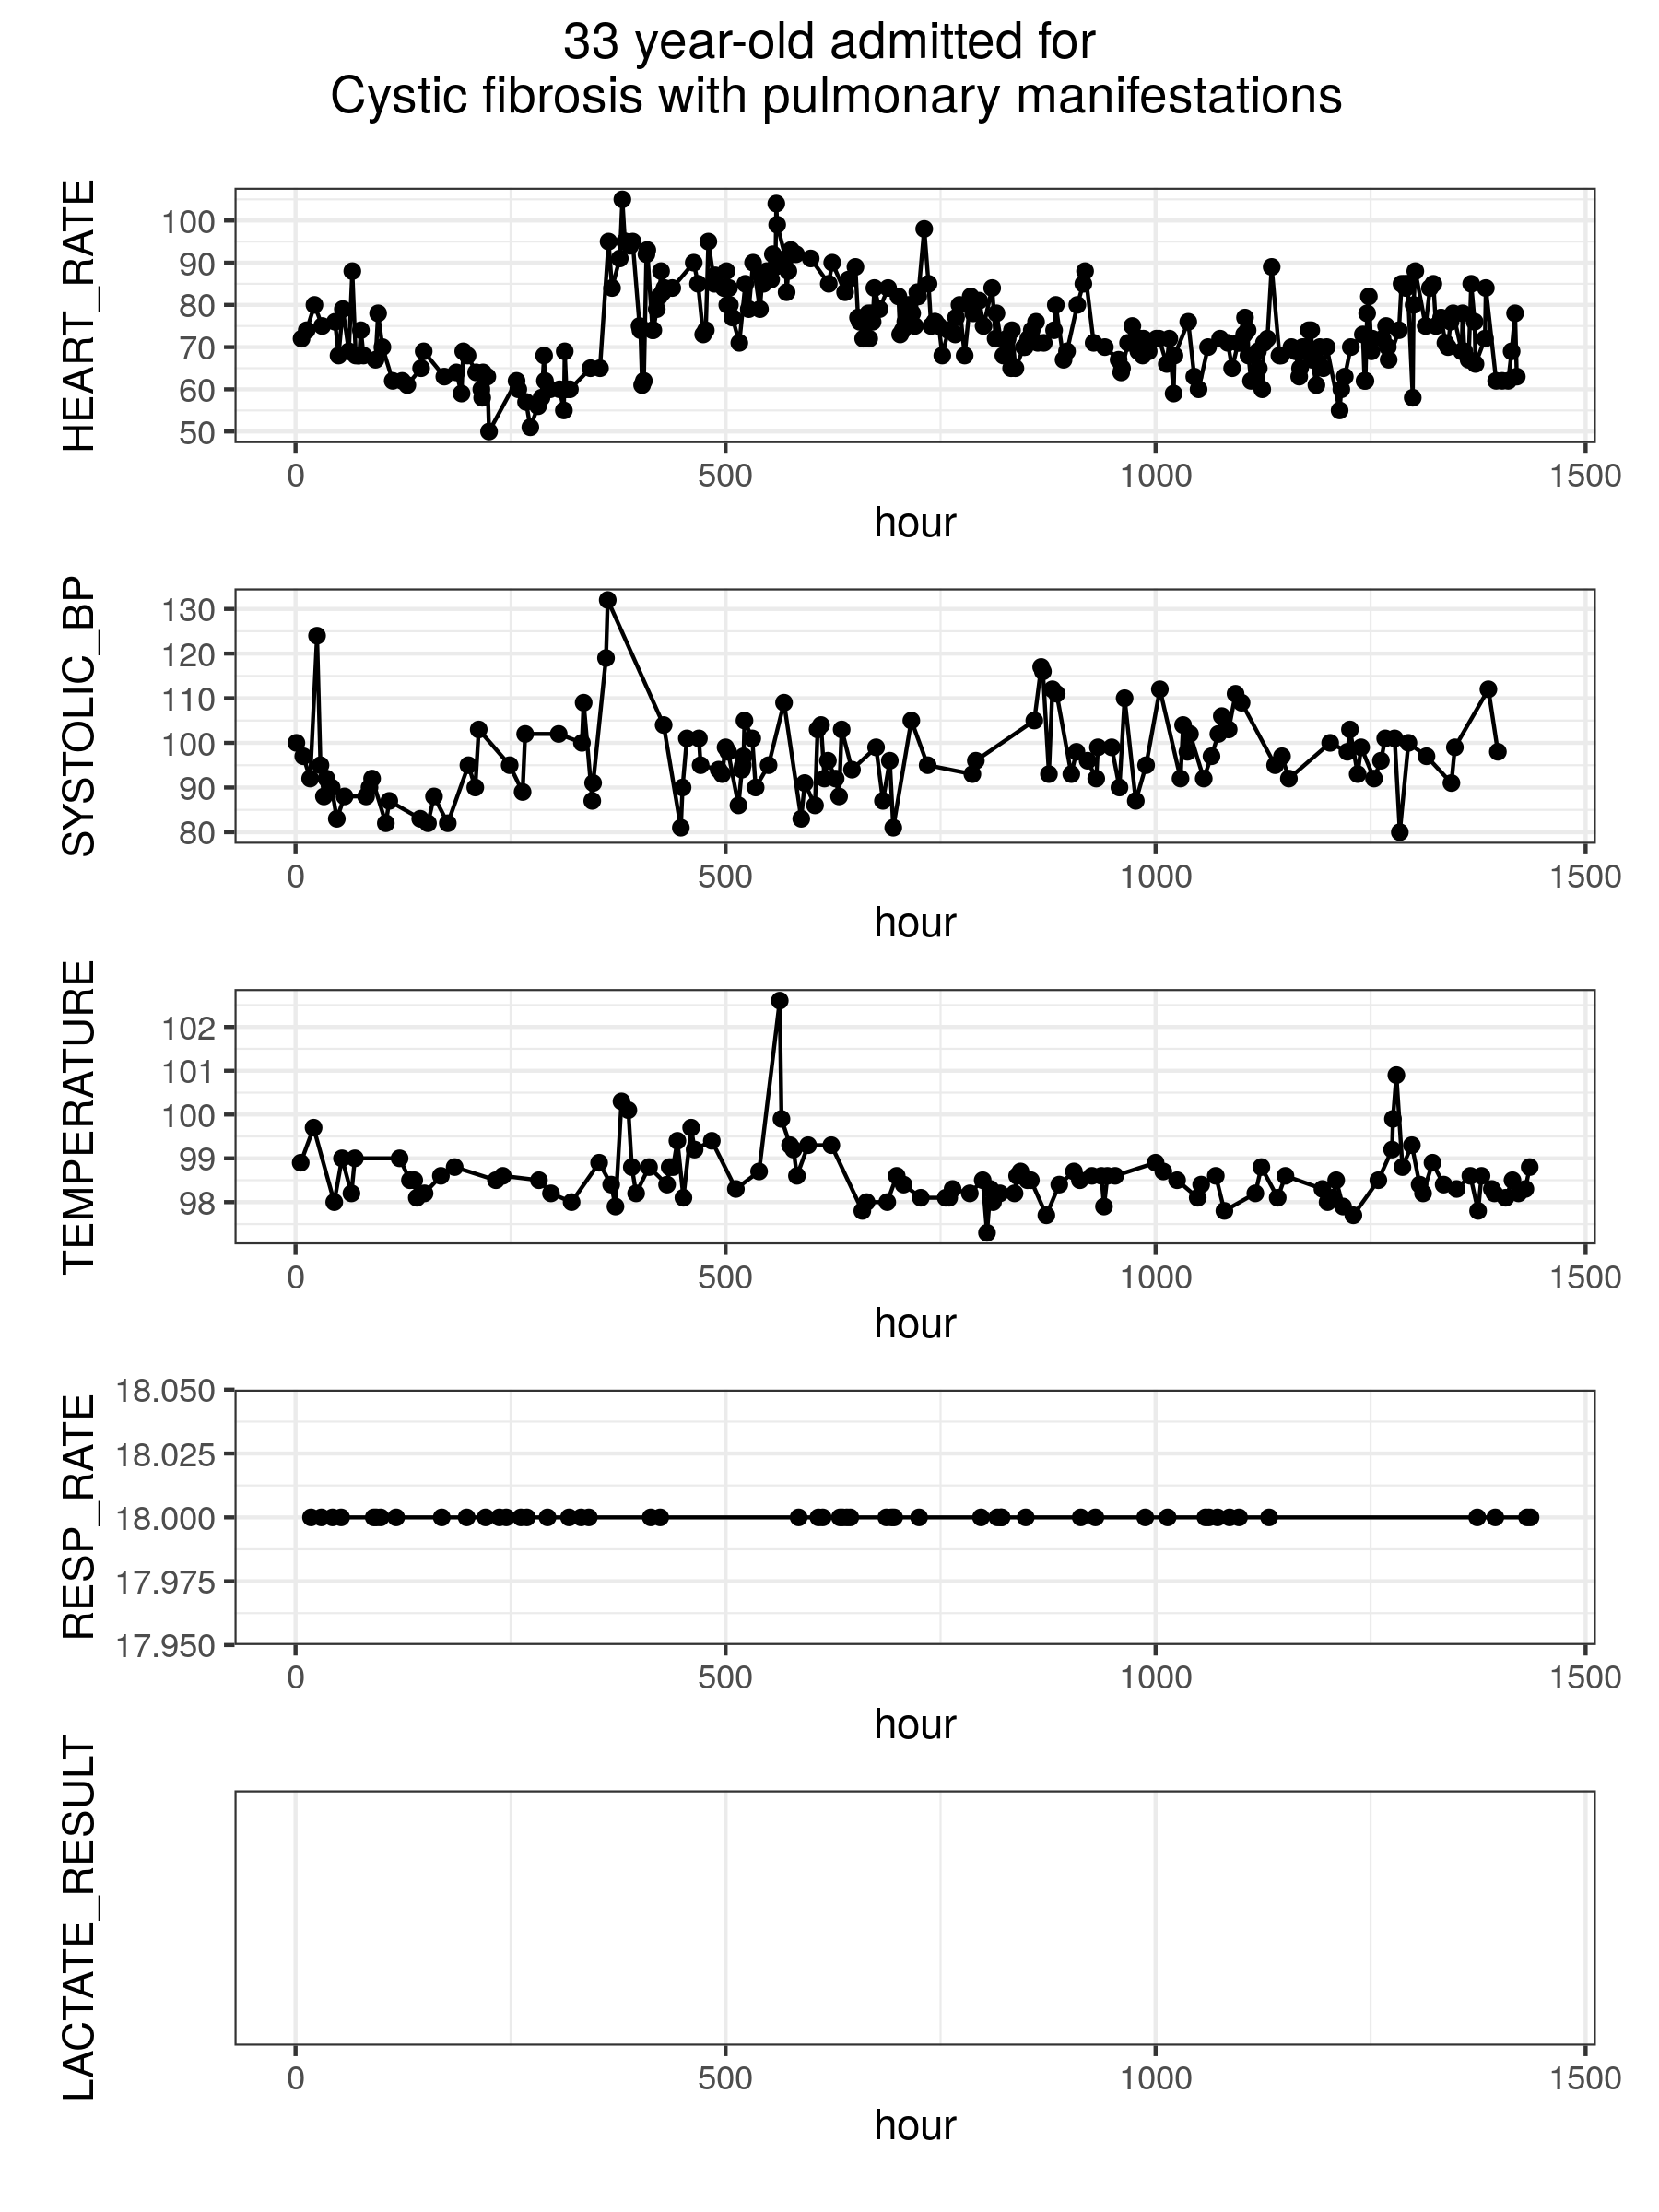 33 year-old admitted for
Cystic fibrosis with pulmonary manifestations
HEART_RATE
100
90
80
70
60
50
0 500 1000 1500
hour
SYSTOLIC_BP
130
120
110
100
90
80
0 500 1000 1500
hour
TEMPERATURE
102
101
100
99
98
0 500 1000 1500
hour
RESP_RATE
18.050
18.025
18.000
17.975
17.950
0 500 1000 1500
hour
LACTATE_RESULT
0 500 1000 1500
hour